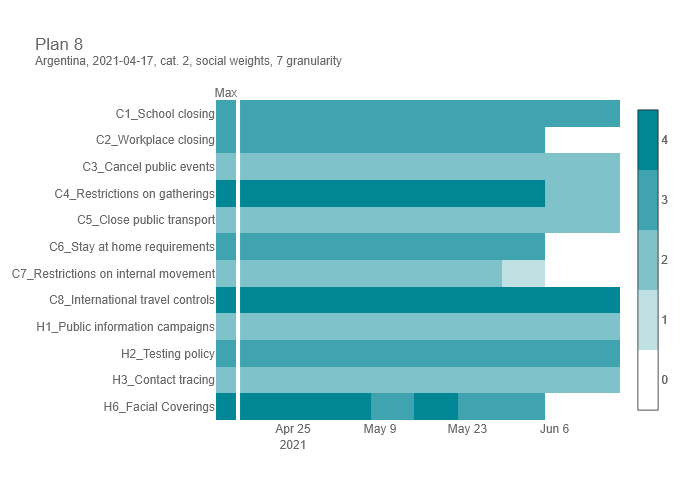 Plan 8
Argentina, 2021-04-17, cat. 2, social weights, 7 granularity
Max
C1_School closing
C2_Workplace closing
C3_Cancel public events
C4_Restrictions on gatherings
C5_Close public transport
C6_Stay at home requirements
C7_Restrictions on internal movement
C8_International travel controls
H1_Public information campaigns
H2_Testing policy
H3_Contact tracing
H6_Facial Coverings
Apr 25
2021
May 9
May 23
Jun 6
4
3
2
1
0